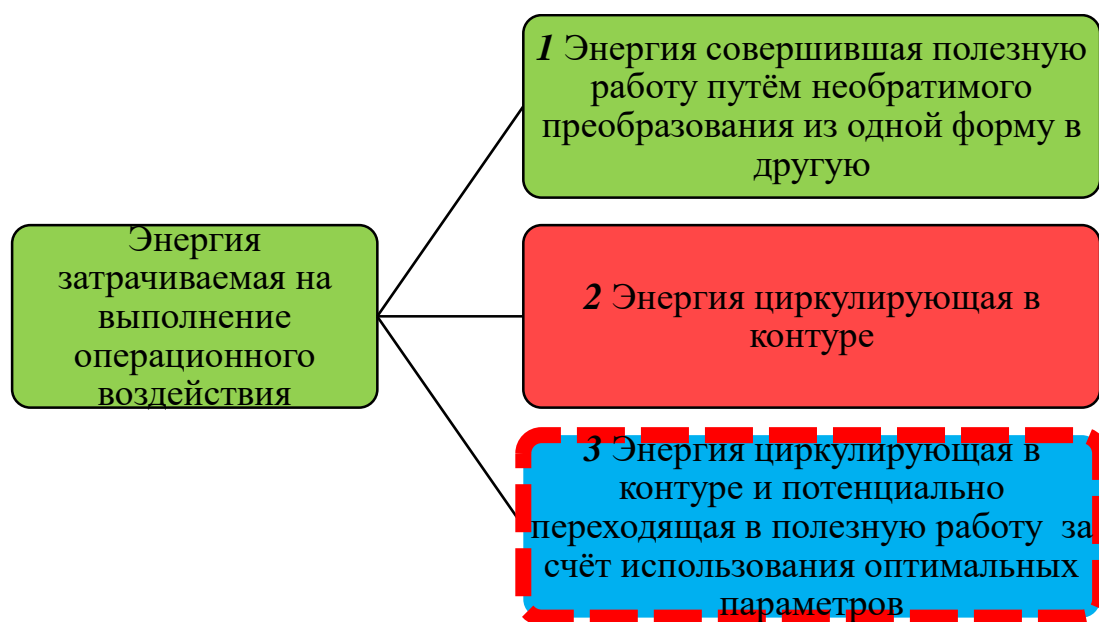 Энергия
затрачиваемая на
выполнение
операционного
воздействия
1 Энергия совершившая полезную
работу путём необратимого
преобразования из одной форму в
другую
2 Энергия циркулирующая в
контуре
3 Энергия циркулирующая в
контуре и потенциально
переходящая в полезную работу за
счёт использования оптимальных
параметров